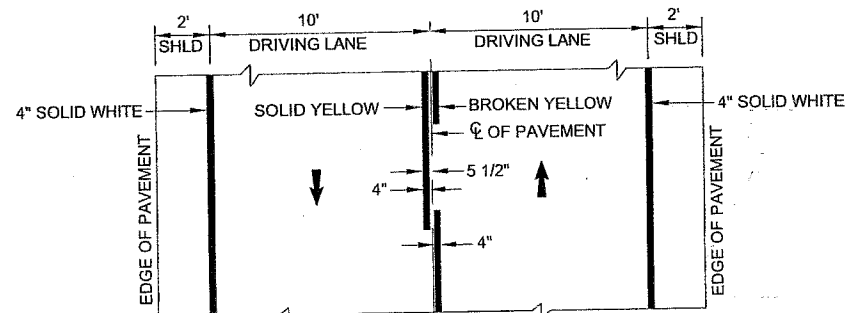 2' 10' 10' 2'
SHLD DRIVING LANE DRIVING LANE SHLD
4" SOLID WHITE SOLID YELLOW BROKEN YELLOW 4" SOLID WHITE
℄ OF PAVEMENT
5 1/2"
4"
4"
EDGE OF PAVEMENT
EDGE OF PAVEMENT